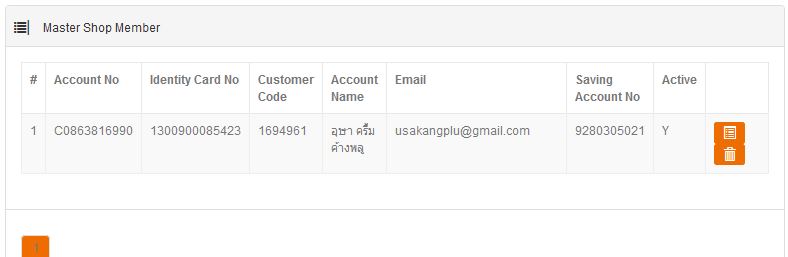 Master Shop Member
# Account No Identity Card No Customer Account Email Saving Active
Code Name Account No
1 C0863816990 1300900085423 1694961 อุษา ครื้ม usakangplu@gmail.com 9280305021 Y
ค้างพลู
1